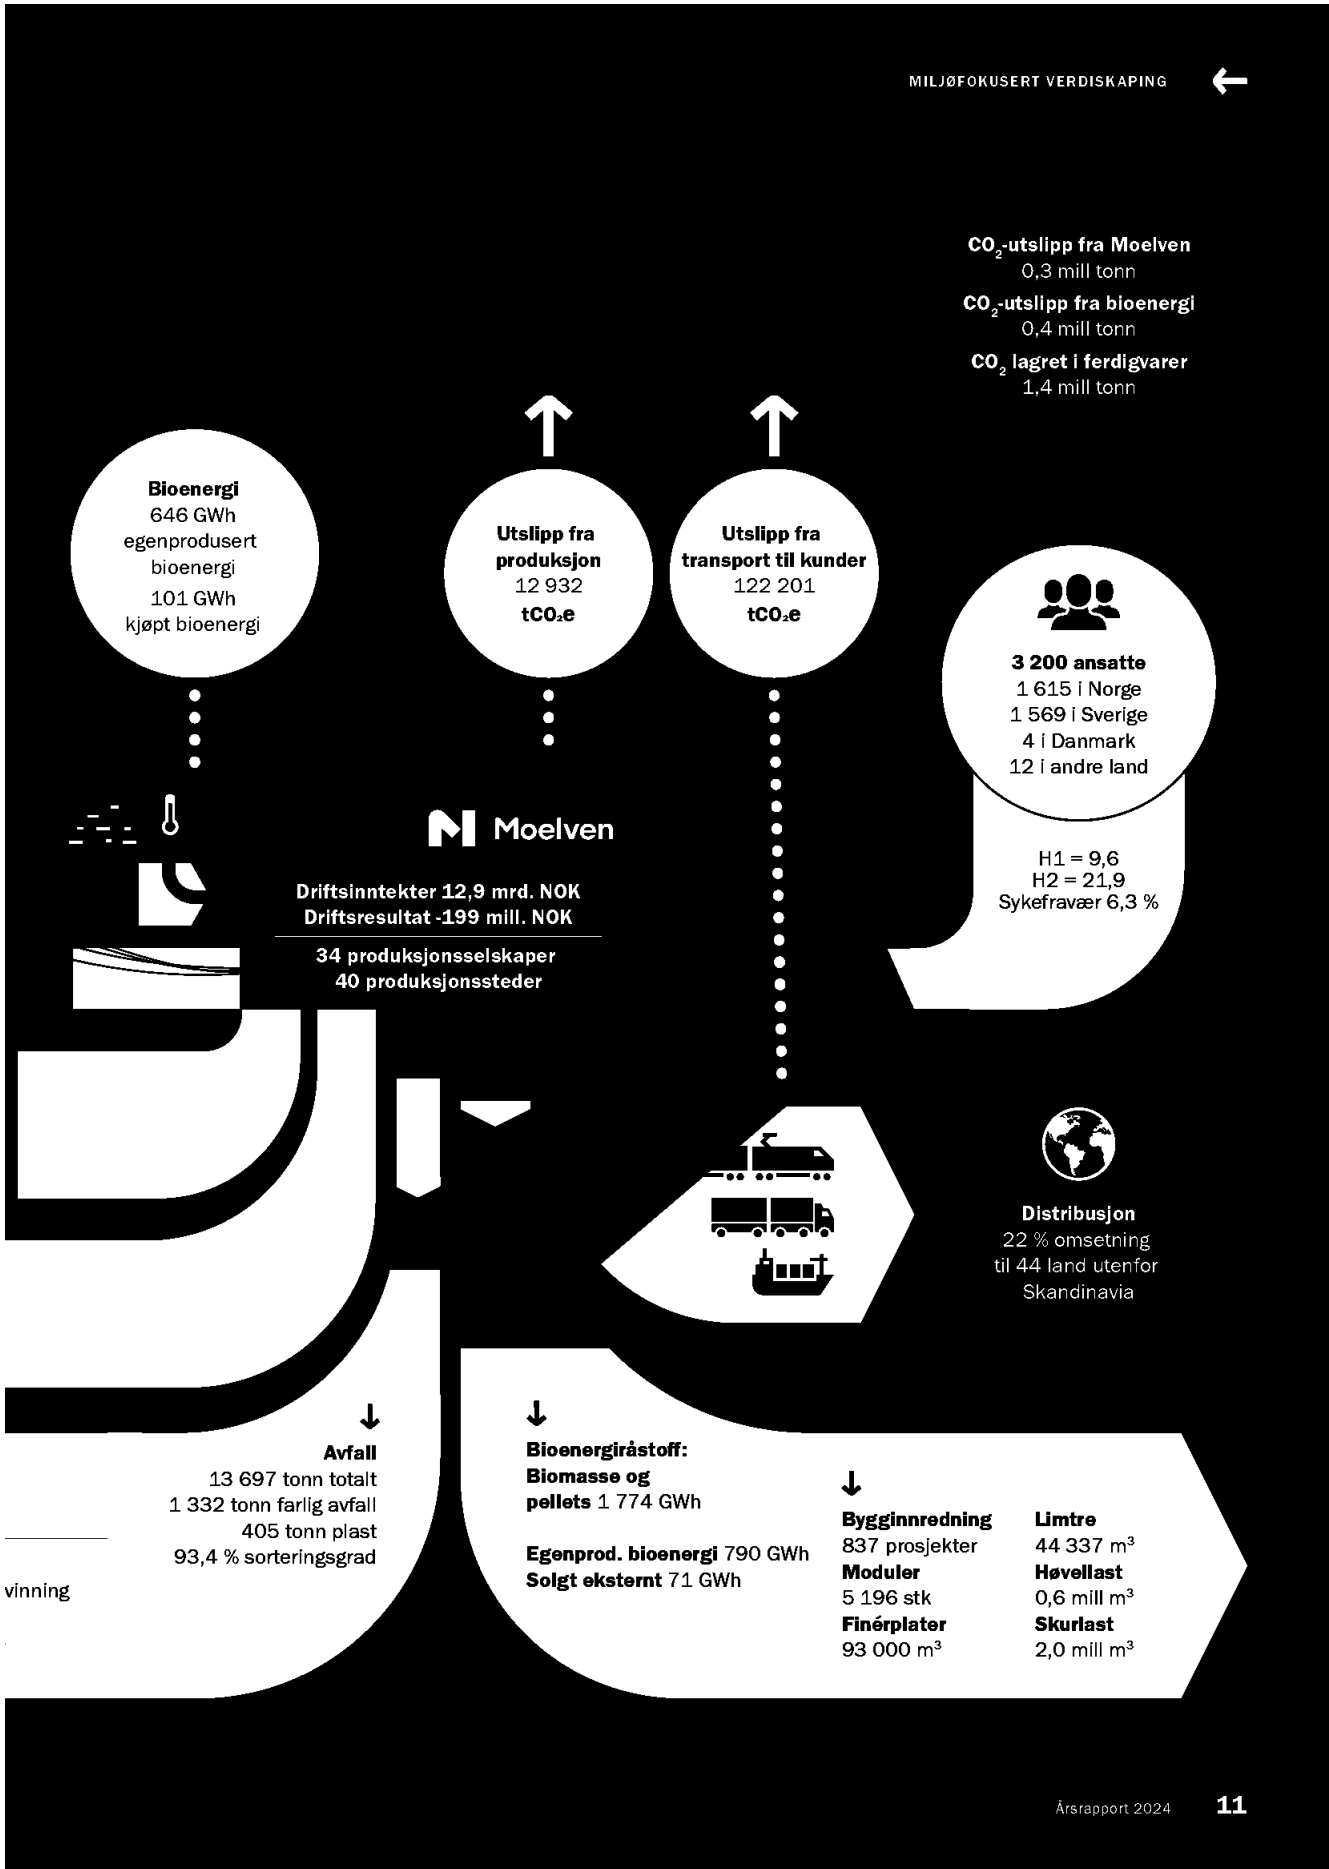 MILJØFOKUSERT VERDISKAPING
CO₂-utslipp fra Moelven
0,3 mill tonn
CO₂-utslipp fra bioenergi
0,4 mill tonn
CO₂ lagret i ferdigvarer
1,4 mill tonn
Bioenergi
646 GWh
egenprodusert
bioenergi
101 GWh
kjøpt bioenergi
Utslipp fra
produksjon
12 932
tCO₂e
Utslipp fra
transport til kunder
122 201
tCO₂e
3 200 ansatte
1 615 i Norge
1 569 i Sverige
4 i Danmark
12 i andre land
H1 = 9,6
H2 = 21,9
Sykefravær 6,3 %
Moelven
Driftsinntekter 12,9 mrd. NOK
Driftsresultat -199 mill. NOK
34 produksjonsselskaper
40 produksjonssteder
Distribusjon
22 % omsetning
til 44 land utenfor
Skandinavia
Avfall
13 697 tonn totalt
1 332 tonn farlig avfall
405 tonn plast
93,4 % sorteringsgrad
vinning
Bioenergiråstoff:
Biomasse og
pellets 1 774 GWh
Egenprod. bioenergi 790 GWh
Solgt eksternt 71 GWh
Bygginnredning
837 prosjekter
Moduler
5 196 stk
Finérplater
93 000 m³
Limtre
44 337 m³
Høvellast
0,6 mill m³
Skurlast
2,0 mill m³
Årsrapport 2024
11